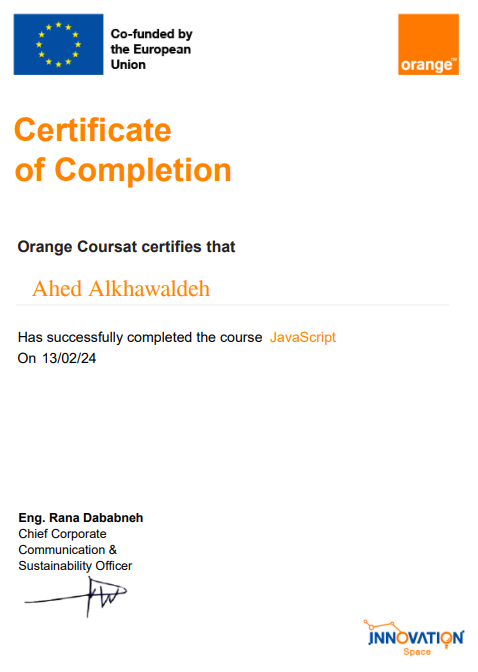 Co-funded by
the European
Union
orange™
Certificate
of Completion
Orange Coursat certifies that
Ahed Alkhawaldeh
Has successfully completed the course JavaScript
On 13/02/24
Eng. Rana Dababneh
Chief Corporate
Communication &
Sustainability Officer
INNOVATION
Space